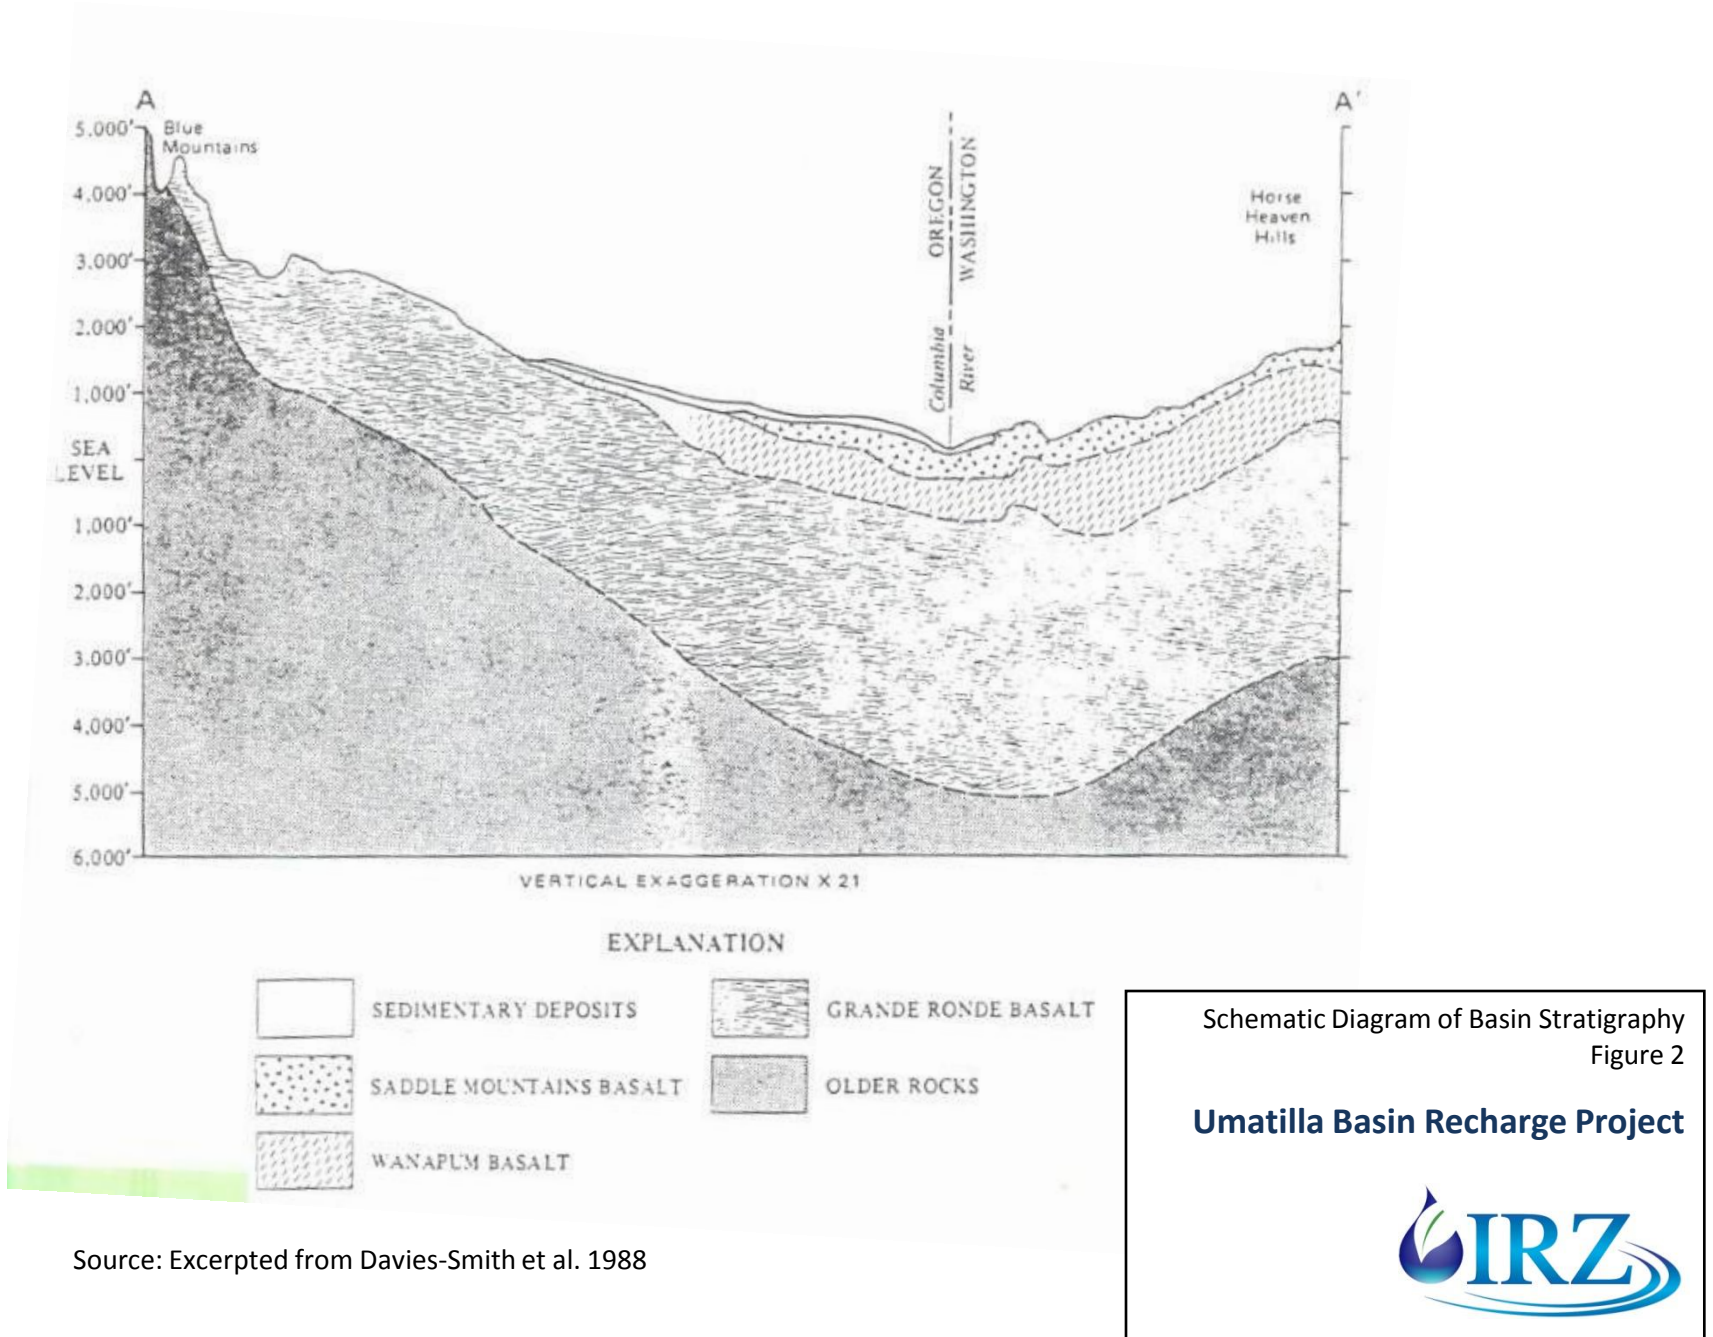 A
A'
Blue
Mountains
5.000'
4.000'
3.000'
2.000'
1.000'
SEA
LEVEL
1.000'
2.000'
3.000'
4.000'
5.000'
6.000'
OREGON
WASHINGTON
Columbia
River
Horse
Heaven
Hills
VERTICAL EXAGGERATION X 21
EXPLANATION
SEDIMENTARY DEPOSITS
SADDLE MOUNTAINS BASALT
WANAPUM BASALT
GRANDE RONDE BASALT
OLDER ROCKS
Schematic Diagram of Basin Stratigraphy
Figure 2
Umatilla Basin Recharge Project
IRZ
Source: Excerpted from Davies-Smith et al. 1988